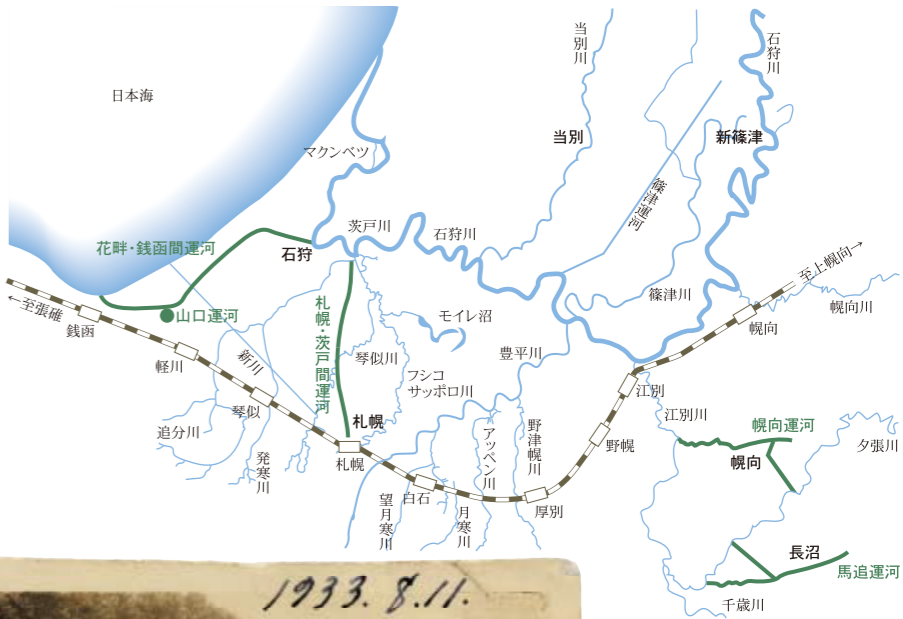 日本海
当別川
石狩川
マクンベツ
当別
新篠津
篠津運河
茨戸川
石狩川
花畔・銭函間運河
石狩
至上幌向→
←至張碓
銭函
山口運河
札幌・茨戸間運河
モイレ沼
篠津川
幌向川
幌向
軽川
新川
琴似川
豊平川
フシコ
サッポロ川
琴似
江別
江別川
追分川
札幌
札幌
発寒川
アッペン川
野津幌川
野幌
幌向運河
幌向
夕張川
白石
望月寒川
月寒川
厚別
長沼
馬追運河
千歳川
1933.8.11.